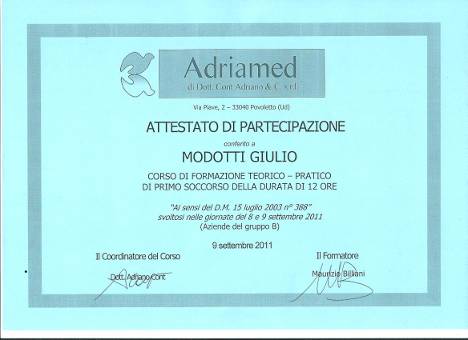 Adriamed
di Dott. Cont Adriano & C. s.r.l
Via Piave, 2 – 33040 Povoletto (Ud)
ATTESTATO DI PARTECIPAZIONE
conferito a
MODOTTI GIULIO
CORSO DI FORMAZIONE TEORICO – PRATICO
DI PRIMO SOCCORSO DELLA DURATA DI 12 ORE
"Ai sensi del D.M. 15 luglio 2003 n° 388"
svoltosi nelle giornate del 8 e 9 settembre 2011
(Aziende del gruppo B)
9 settembre 2011
Il Coordinatore del Corso
Il Formatore
Dott. Adriano Cont
Maurizio Billiani